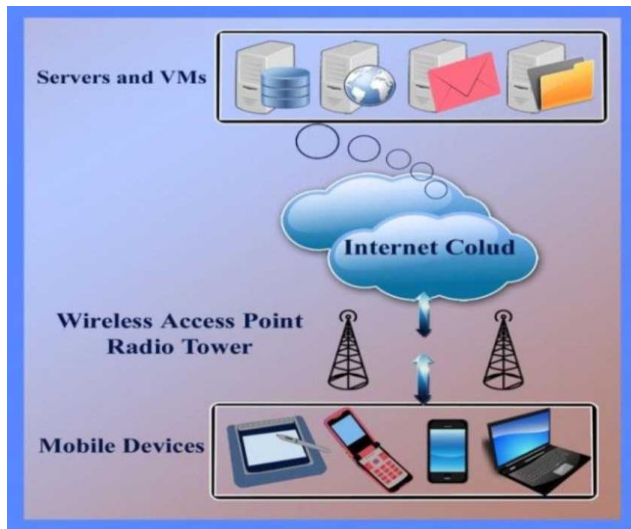 Servers and VMs
Internet Colud
Wireless Access Point
Radio Tower
Mobile Devices